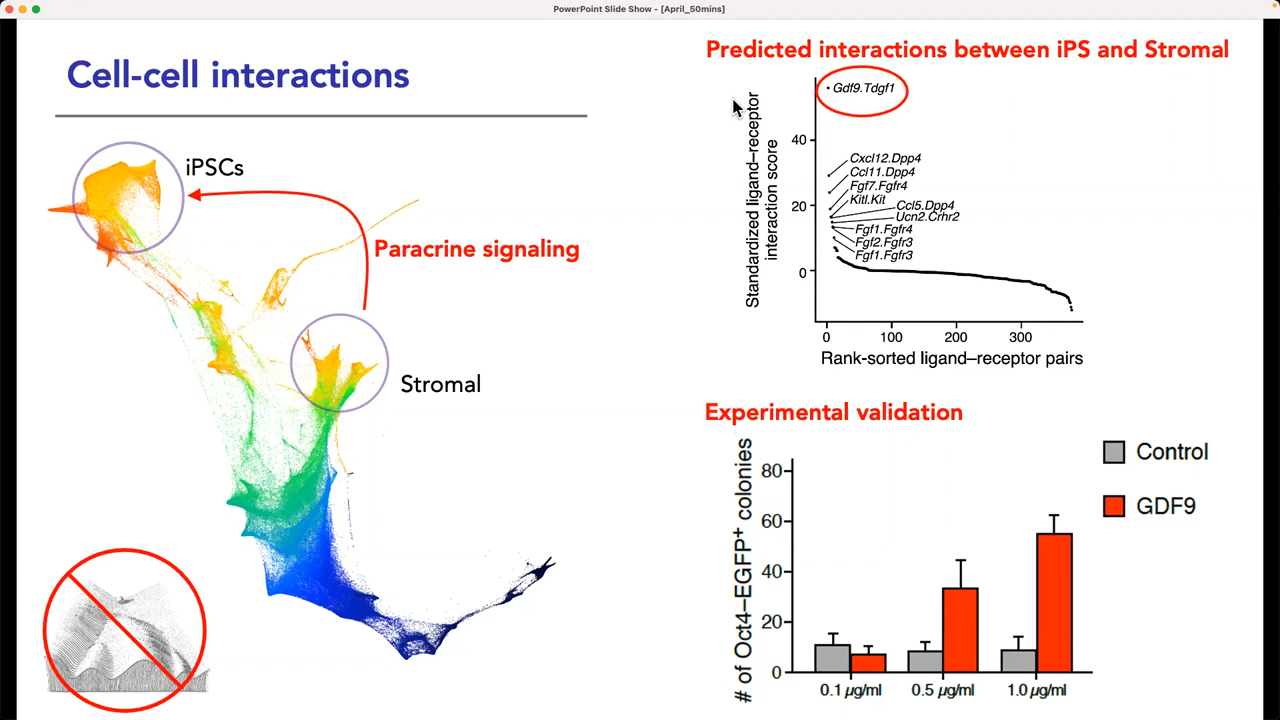 PowerPoint Slide Show - [April_50mins]
Cell-cell interactions
iPSCs
Paracrine signaling
Stromal
Predicted interactions between iPS and Stromal
Standardized ligand–receptor
interaction score
40
20
0
Gdf9.Tdgf1
Cxcl12.Dpp4
Ccl11.Dpp4
Fgf7.Fgfr4
Kitl.Kit
Ccl5.Dpp4
Ucn2.Crhr2
Fgf1.Fgfr4
Fgf2.Fgfr3
Fgf1.Fgfr3
0 100 200 300
Rank-sorted ligand–receptor pairs
Experimental validation
# of Oct4–EGFP+ colonies
80
60
40
20
0
0.1 µg/ml 0.5 µg/ml 1.0 µg/ml
Control
GDF9